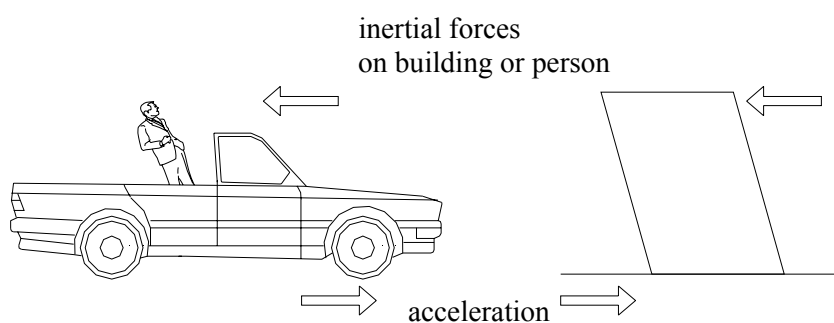 inertial forces
on building or person
acceleration